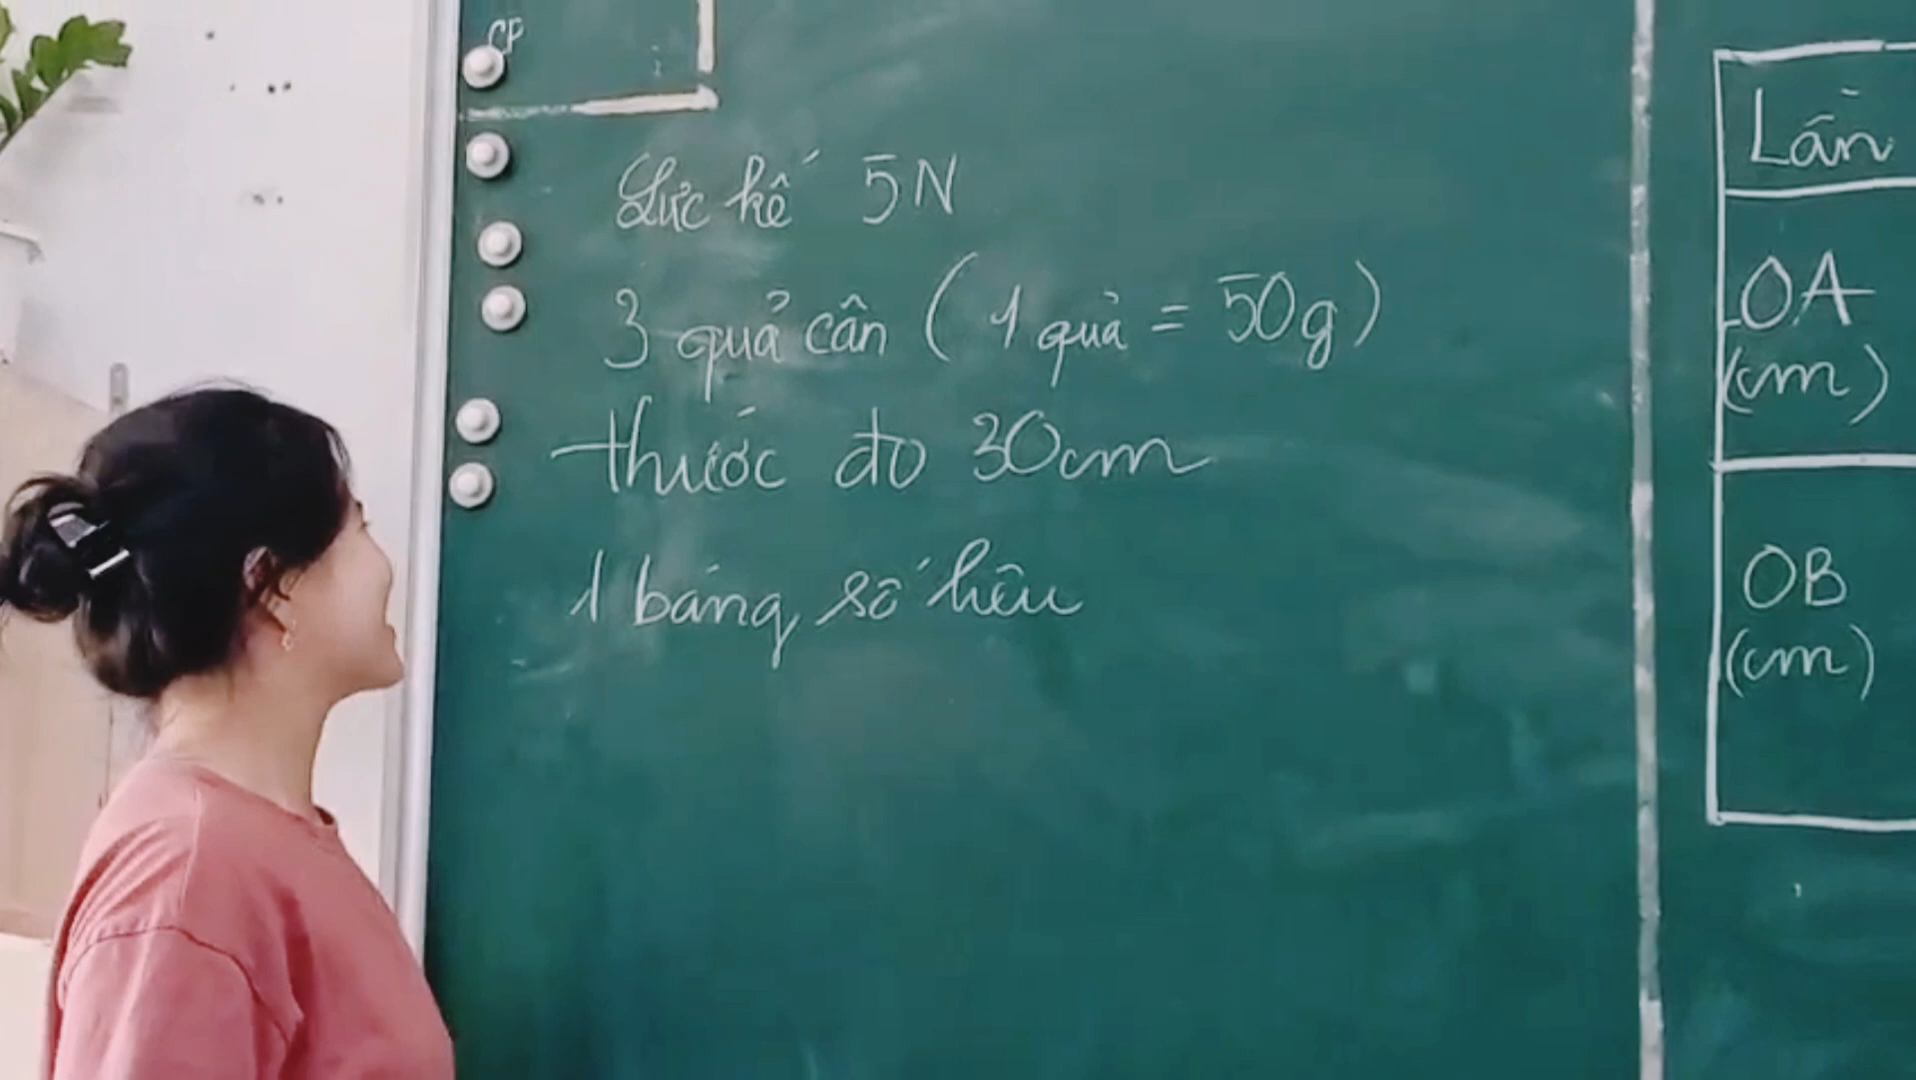 CP
Lực kế 5N
3 quả cân (1 quả = 50g)
thước đo 30cm
1 bảng số liệu
Lần
OA
(cm)
OB
(cm)